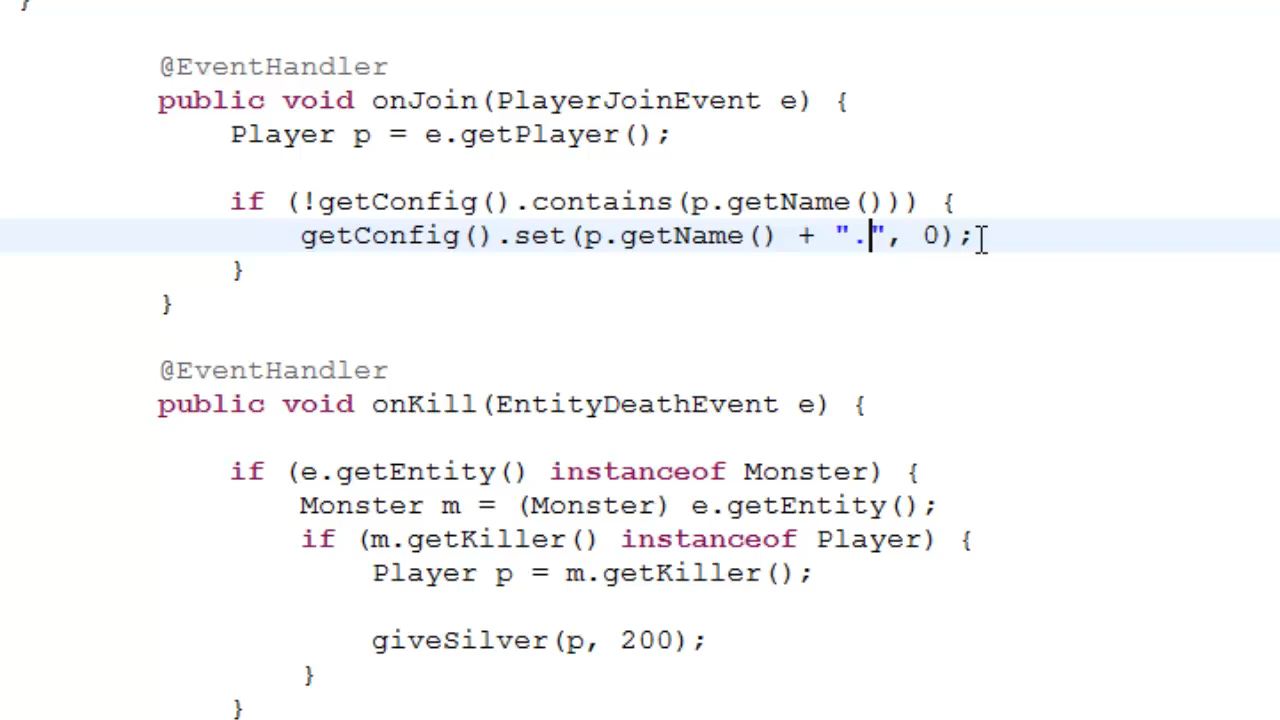 }
@EventHandler
public void onJoin(PlayerJoinEvent e) {
Player p = e.getPlayer();
if (!getConfig().contains(p.getName())) {
getConfig().set(p.getName() + ".", 0);
}
}
@EventHandler
public void onKill(EntityDeathEvent e) {
if (e.getEntity() instanceof Monster) {
Monster m = (Monster) e.getEntity();
if (m.getKiller() instanceof Player) {
Player p = m.getKiller();
giveSilver(p, 200);
}
}